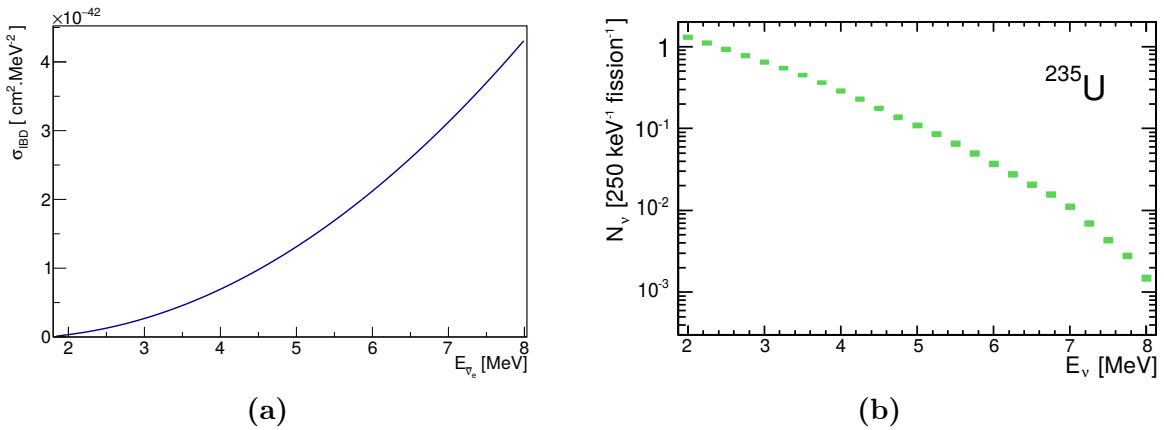 ×10⁻⁴²
σ_IBD [ cm².MeV⁻² ]
4
3
2
1
0
2 3 4 5 6 7 8
E_ν̅ₑ [MeV]
(a)
N_ν [250 keV⁻¹ fission⁻¹]
²³⁵U
1
10⁻¹
10⁻²
10⁻³
2 3 4 5 6 7 8
E_ν [MeV]
(b)